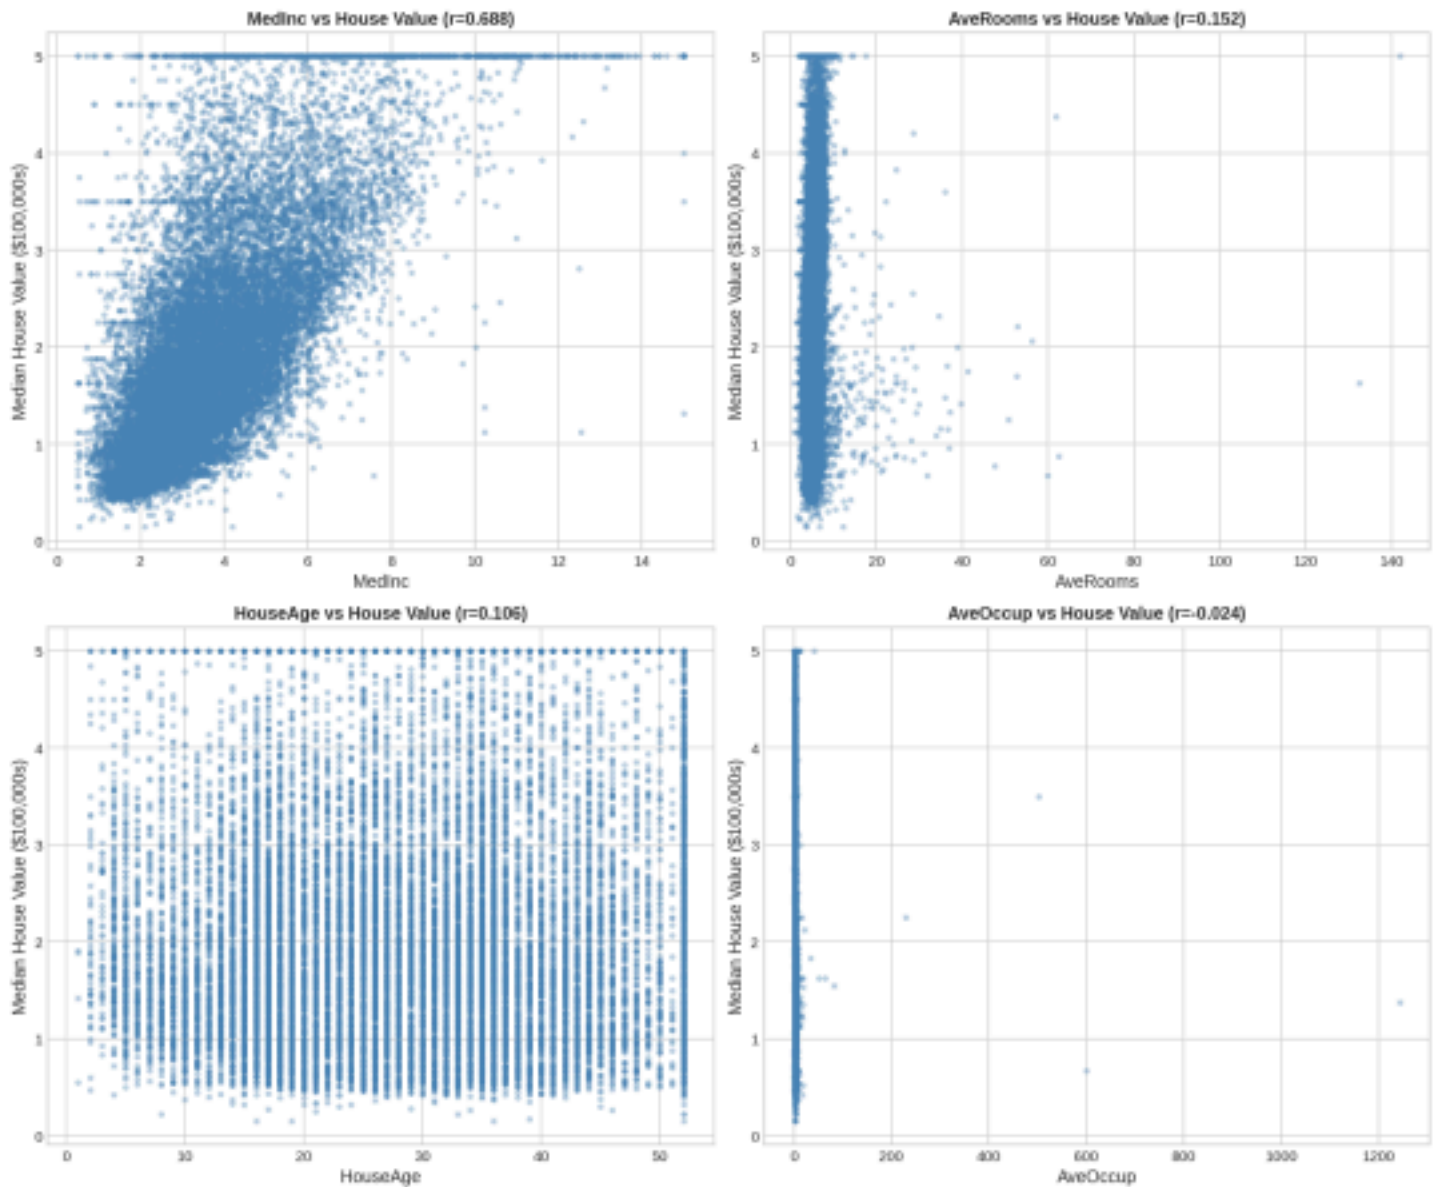 MedInc vs House Value (r=0.688)
Median House Value ($100,000s)
5
4
3
2
1
0
0 2 4 6 8 10 12 14
MedInc
AveRooms vs House Value (r=0.152)
Median House Value ($100,000s)
5
4
3
2
1
0
0 20 40 60 80 100 120 140
AveRooms
HouseAge vs House Value (r=0.106)
Median House Value ($100,000s)
5
4
3
2
1
0
0 10 20 30 40 50
HouseAge
AveOccup vs House Value (r=-0.024)
Median House Value ($100,000s)
5
4
3
2
1
0
0 200 400 600 800 1000 1200
AveOccup